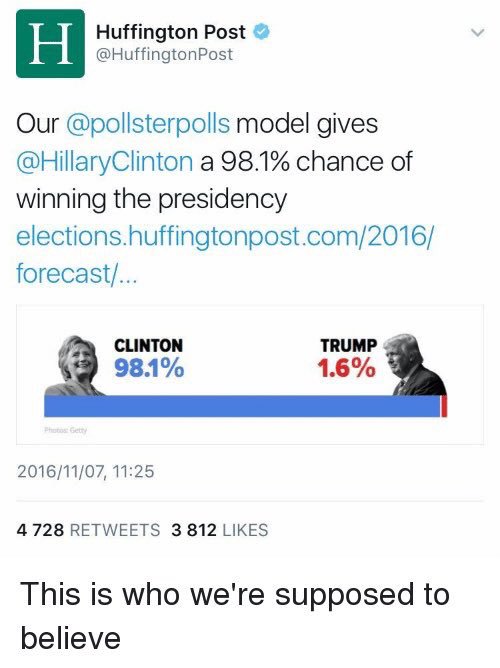 H
Huffington Post
@HuffingtonPost
Our @pollsterpolls model gives
@HillaryClinton a 98.1% chance of
winning the presidency
elections.huffingtonpost.com/2016/
forecast/...
CLINTON
98.1%
TRUMP
1.6%
Photos: Getty
2016/11/07, 11:25
4 728 RETWEETS 3 812 LIKES
This is who we're supposed to
believe